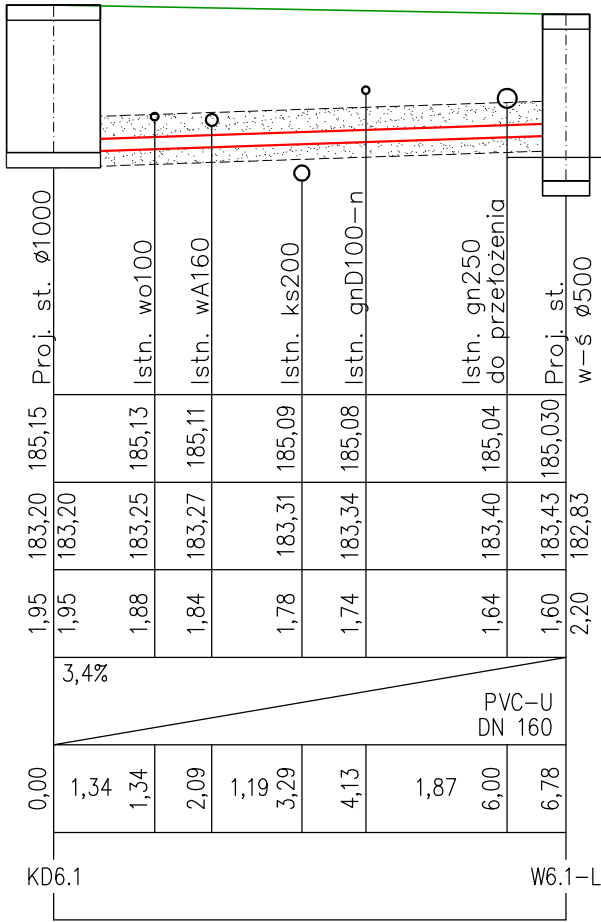 Proj. st. ø1000
Istn. wo100
Istn. wA160
Istn. ks200
Istn. gnD100-n
Istn. gn250
do przełożenia
Proj. st.
w-ś ø500
185,15
185,13
185,11
185,09
185,08
185,04
185,030
183,20
183,20
183,25
183,27
183,31
183,34
183,40
183,43
182,83
1,95
1,95
1,88
1,84
1,78
1,74
1,64
1,60
2,20
3,4%
PVC-U
DN 160
0,00
1,34
1,34
2,09
1,19
3,29
4,13
1,87
6,00
6,78
KD6.1
W6.1-L